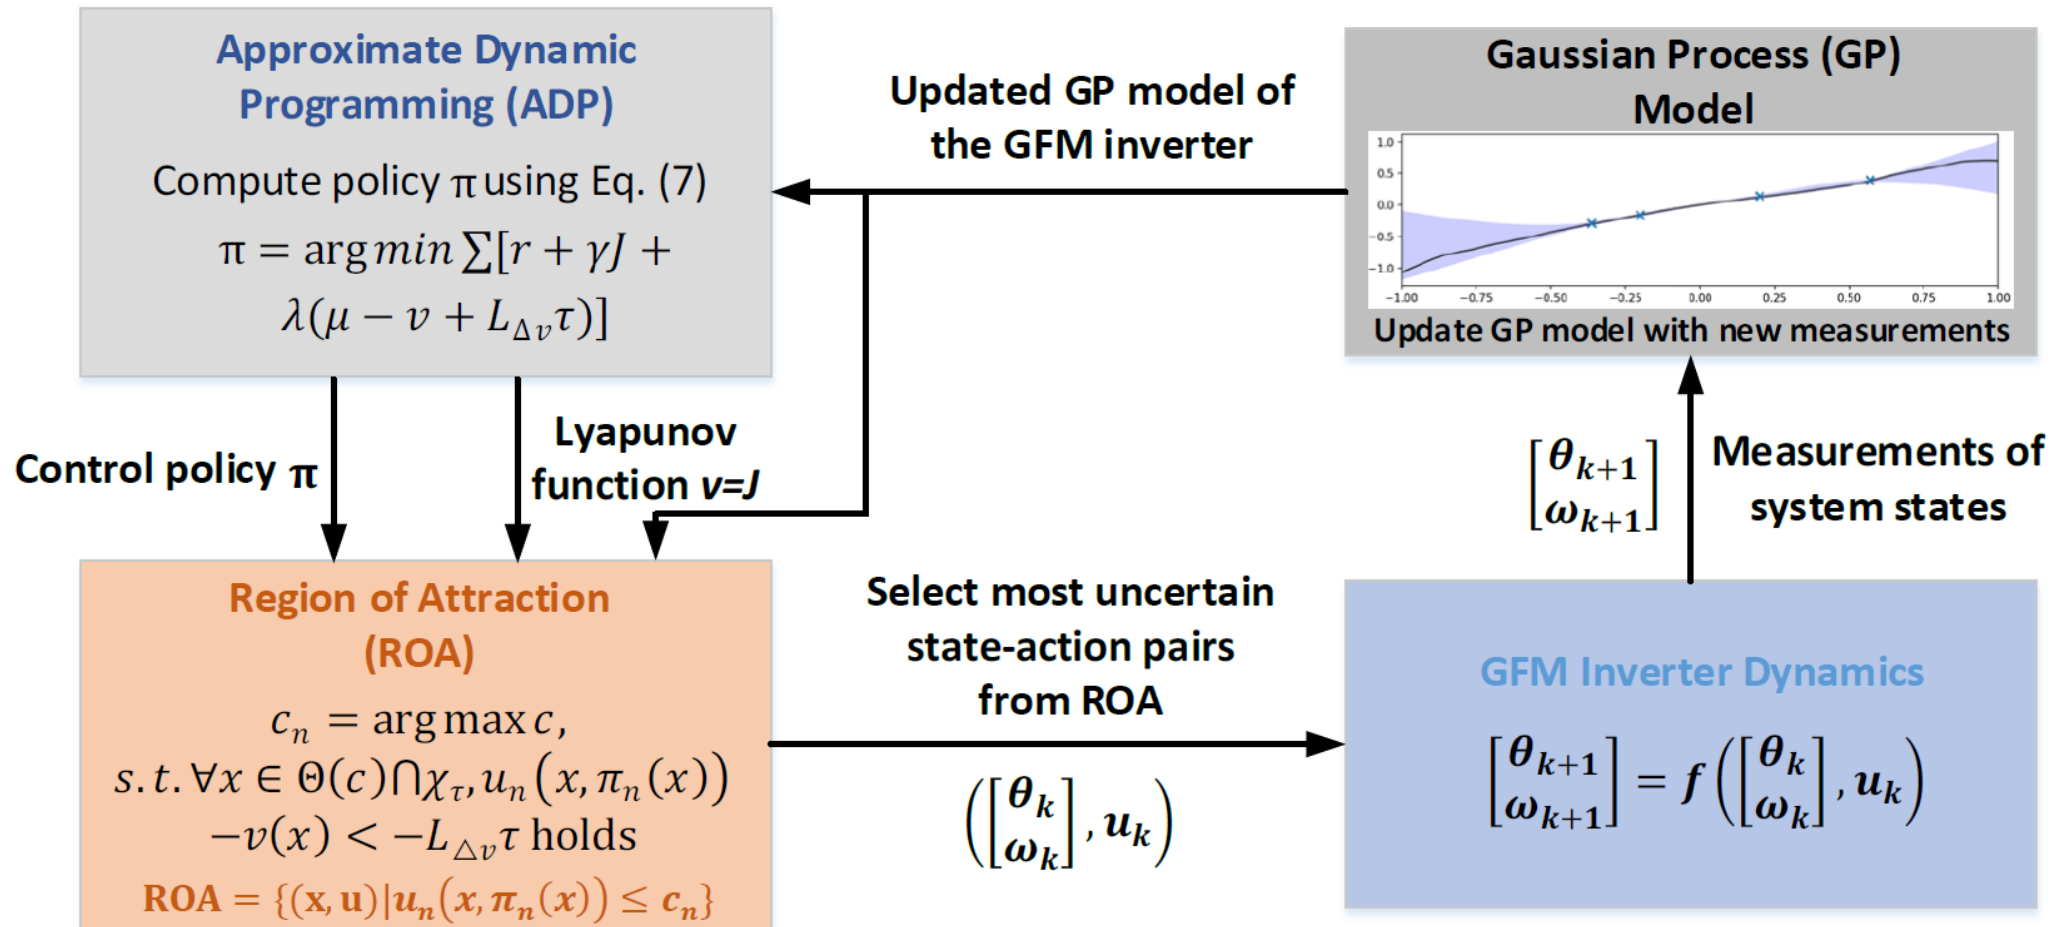 Approximate Dynamic
Programming (ADP)
Compute policy π using Eq. (7)
π = arg min ∑[r + γJ +
λ(μ − v + L_{Δv}τ)]
Updated GP model of
the GFM inverter
Gaussian Process (GP)
Model
1.0
0.5
0.0
−0.5
−1.0
−1.00 −0.75 −0.50 −0.25 0.00 0.25 0.50 0.75 1.00
Update GP model with new measurements
Control policy π
Lyapunov
function v=J
[θ_{k+1}
ω_{k+1}]
Measurements of
system states
Region of Attraction
(ROA)
c_n = arg max c,
s.t. ∀x ∈ Θ(c)⋂χ_τ, u_n(x, π_n(x))
−v(x) < −L_{△v}τ holds
ROA = {(x, u)|u_n(x, π_n(x)) ≤ c_n}
Select most uncertain
state-action pairs
from ROA
([θ_k
ω_k], u_k)
GFM Inverter Dynamics
[θ_{k+1}
ω_{k+1}] = f([θ_k
ω_k], u_k)